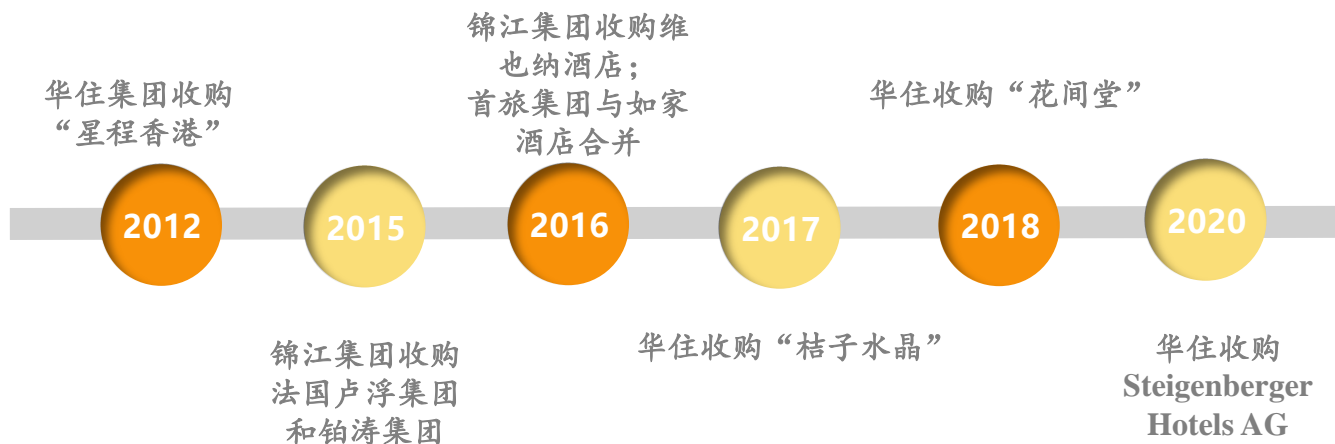 华住集团收购
“星程香港”
2012
锦江集团收购
法国卢浮集团
和铂涛集团
2015
锦江集团收购维
也纳酒店；
首旅集团与如家
酒店合并
2016
华住收购“桔子水晶”
2017
华住收购“花间堂”
2018
华住收购
Steigenberger
Hotels AG
2020